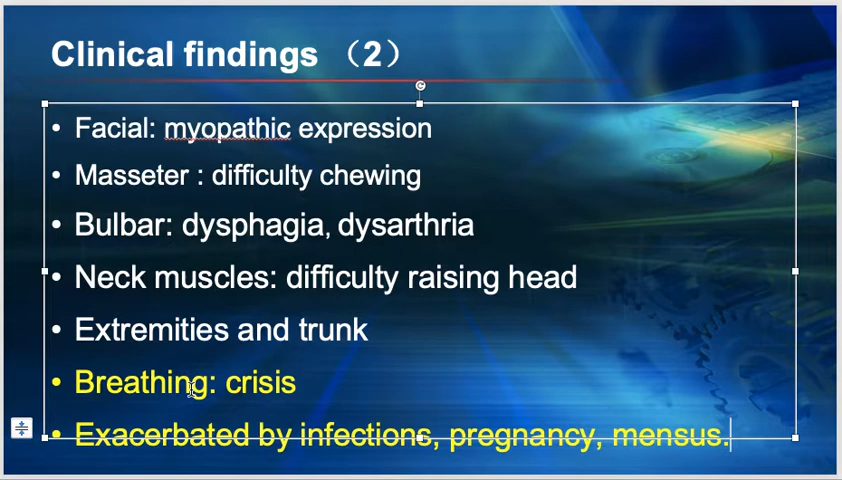 Clinical findings （2）
• Facial: myopathic expression
• Masseter : difficulty chewing
• Bulbar: dysphagia, dysarthria
• Neck muscles: difficulty raising head
• Extremities and trunk
• Breathing: crisis
• Exacerbated by infections, pregnancy, mensus.